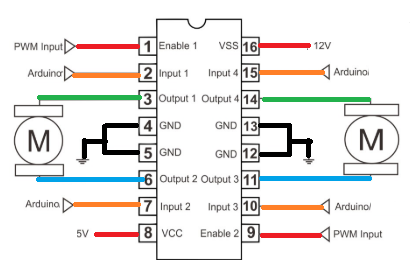 PWM Input 1 Enable 1 VSS 16 12V
Arduino 2 Input 1 Input 4 15 Arduino/
3 Output 1 Output 4 14
M 4 GND GND 13 M
5 GND GND 12
6 Output 2 Output 3 11
Arduino 7 Input 2 Input 3 10 Arduino/
5V 8 VCC Enable 2 9 PWM Input